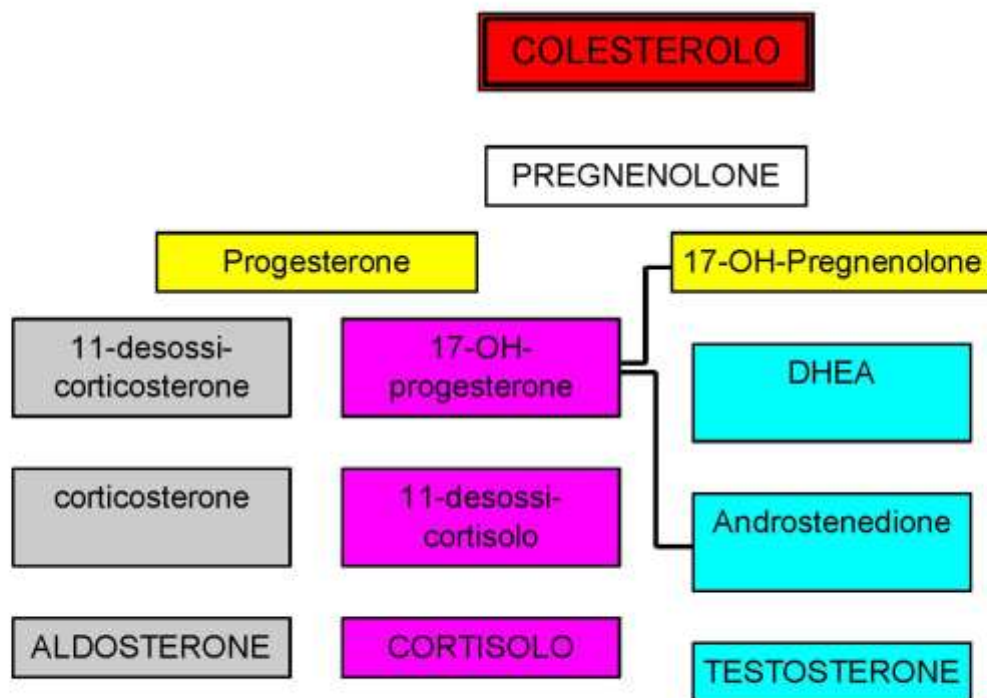 COLESTEROLO
PREGNENOLONE
Progesterone
17-OH-Pregnenolone
11-desossi-
corticosterone
17-OH-
progesterone
DHEA
corticosterone
11-desossi-
cortisolo
Androstenedione
ALDOSTERONE
CORTISOLO
TESTOSTERONE